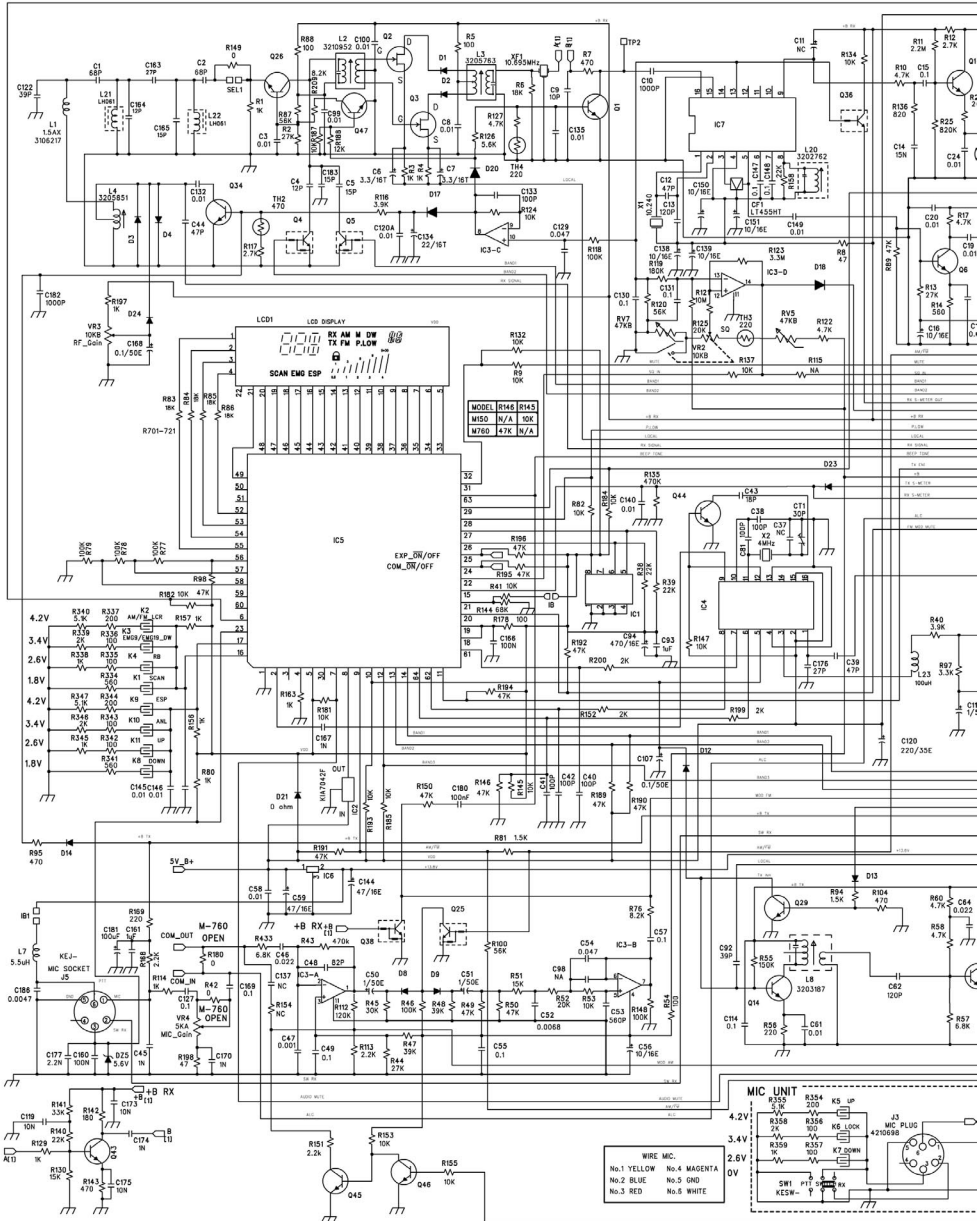 R149
0
SEL1
C1
68P
C163
27P
C2
68P
C122
39P
L1
1.5AX
3106217
L21
LH061
C164
12P
C165
15P
L22
LH061
Q26
R1
1K
C3
0.01
R88
100
L2
3210952
C100
0.01
8.2K
R209
R87
56K
R2
27K
C99
0.01
Q47
R187
10K
R188
12K
Q2
D
G
S
Q3
R5
100
D1
D2
L3
3205763
XF1
10.695MHz
A[1]
B[1]
R7
470
TP2
R6
18K
C9
10P
C135
0.01
Q1
C8
0.01
R127
4.7K
R126
5.6K
TH4
220
C4
12P
C183
15P
C5
15P
C6
3.3/16T
R3
1K
R4
1K
C7
3.3/16T
D20
D17
C133
100P
R124
10K
R116
3.9K
C120A
0.01
C134
22/16T
IC3-C
C129
0.047
R118
100K
L4
3205851
D3
D4
C132
0.01
Q34
C44
47P
TH2
470
R117
2.7K
Q4
Q5
C182
1000P
R197
1K
VR3
10KB
RF_Gain
D24
C168
0.1/50E
C10
1000P
IC7
C11
NC
R134
10K
Q36
L20
3202762
C12
47P
C13
120P
X1
10.240
C150
10/16E
C147
0.1
C148
0.1
22K
R158
CF1
LT455HT
C151
10/16E
C149
0.01
C138
10/16E
C139
10/16E
R119
180K
C130
0.1
R120
56K
C131
0.1
R121
10M
R123
3.3M
IC3-D
D18
R8
47
RV7
47KB
R125
20K
SQ
TH3
220
RV5
47KB
R122
4.7K
VR2
10KB
R137
10K
R115
NA
R10
4.7K
C15
0.1
R11
2.2M
R12
2.7K
R136
820
R25
820K
C14
15N
C24
0.01
C20
0.01
R17
4.7K
C19
0.01
R89 47K
Q6
R13
27K
R14
560
C16
10/16E
LCD1
LCD DISPLAY
RX AM M DW
TX FM P.LOW
SCAN EMG ESP
R83
18K
R84
18K
R85
18K
R86
18K
R701-721
R132
10K
R9
10K
MODEL R146 R145
M150 N/A 10K
M760 47K N/A
IC5
EXP_ON/OFF
COM_ON/OFF
100K
R79
100K
R78
100K
R77
R98
47K
R182 10K
R157 1K
4.2V
3.4V
2.6V
1.8V
R340
5.1K
R337
200
K2
AM/FM_LCR
R339
2K
R336
100
K3
EMG9/EMG19_DW
R338
1K
R335
100
K4
RB
R334
560
K1
SCAN
4.2V
3.4V
2.6V
1.8V
R347
5.1K
R344
200
K9
ESP
R346
2K
R343
100
K10
ANL
R345
1K
R342
100
K11
UP
R341
560
K8
DOWN
R156
1K
R80
1K
C145
0.01
C146
0.01
R163
1K
R181
10K
C167
1N
R196
47K
R195 47K
R41 10K
R144 68K
R178 100
C166
100N
R192
47K
R194
47K
R82
10K
R184
10K
C140
0.01
R135
470K
IB
IC1
R38
22K
R39
22K
C94
470/16E
C93
1uF
Q44
C43
18P
C38
100P
C81
100P
C37
NC
CT1
30P
X2
4MHz
IC4
R147
10K
C176
27P
C39
47P
D23
R40
3.9K
L23
100uH
R97
3.3K
C120
220/35E
R200 2K
R152 2K
R199 2K
D12
C107
0.1/50E
D21
0 ohm
OUT
KIA7042F
IC2
IN
R193
10K
R185
10K
R150
47K
C180
100nF
R146
47K
R145
10K
C41
100P
C42
100P
C40
100P
R189
47K
R190
47K
R81 1.5K
R191
47K
R95
470
D14
5V_B+
IC6
C58
0.01
C59
47/16E
C144
47/16E
IB1
L7
5.5uH
C186
0.0047
R169
220
C181
100uF
C161
1uF
R168
2.2K
KEJ-
MIC SOCKET
J5
C177
2.2N
C160
100N
DZ5
5.6V
C45
1N
M-760
OPEN
COM_OUT
R180
0
COM_IN
R114
1K
C127
0.1
R42
0
M-760
OPEN
VR4
5KA
MIC_Gain
R198
47
C170
1N
C169
0.1
+B RX
+B
[1]
Q38
Q25
R433
6.8K
C46
0.022
R43 470k
C48 82P
IC3-A
C137
NC
R154
NC
C47
0.001
C49
0.1
R112
120K
R113
2.2K
C50
1/50E
R45
30K
D8
R46
100K
D9
R48
39K
C51
1/50E
R49
47K
R47
39K
R44
27K
C55
0.1
R100
56K
R15
15K
R50
47K
C98
NA
C54
0.047
R52
20K
R53
10K
C52
0.0068
IC3-B
C53
560P
C56
10/16E
R148
100K
R76
8.2K
C57
0.1
R54
100
Q29
D13
R94
1.5K
R104
470
C92
39P
R55
150K
L8
3203187
Q14
R56
220
C61
0.01
C114
0.1
R60
4.7K
C64
0.022
R58
4.7K
C62
120P
R57
6.8K
+B RX
+B
[1]
C173
10N
R141
33K
R142
180
C119
10N
R140
22K
C174
1N
B
[1]
A[1]
R129
1K
Q43
R130
15K
R143
470
C175
10N
R151
2.2k
R153
10K
Q45
Q46
R155
10K
WIRE MIC.
No.1 YELLOW No.4 MAGENTA
No.2 BLUE No.5 GND
No.3 RED No.6 WHITE
MIC UNIT
4.2V
3.4V
2.6V
0V
R355
5.1K
R354
200
K5 UP
R358
2K
R356
100
K6 LOCK
R359
1K
R357
100
K7 DOWN
SW1
KESW-
PTT
RX
J3
MIC PLUG
4210698